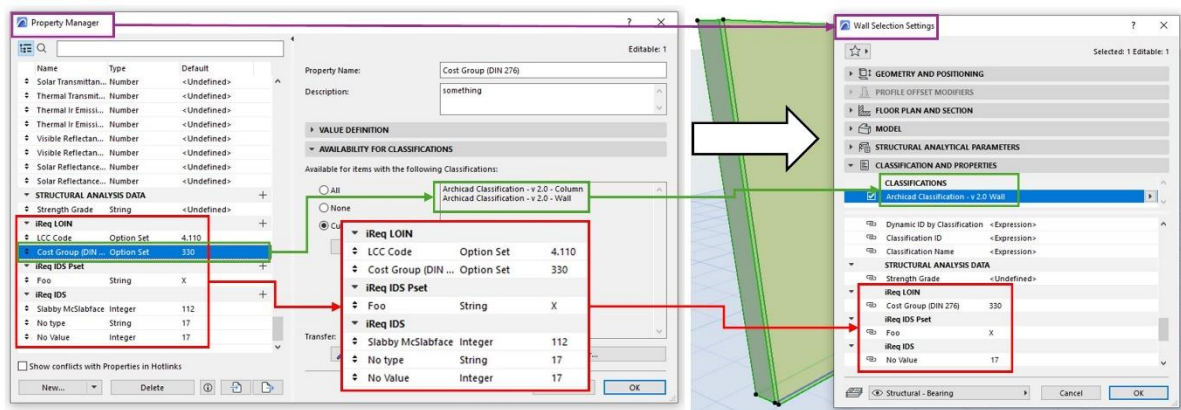 Property Manager
? ×
Editable: 1
Name Type Default
Solar Transmittan... Number <Undefined>
Thermal Transmit... Number <Undefined>
Thermal Ir Emissi... Number <Undefined>
Thermal Ir Emissi... Number <Undefined>
Visible Reflectan... Number <Undefined>
Visible Reflectan... Number <Undefined>
Solar Reflectance... Number <Undefined>
Solar Reflectance... Number <Undefined>
STRUCTURAL ANALYSIS DATA +
Strength Grade String <Undefined>
iReq LOIN +
LCC Code Option Set 4.110
Cost Group (DIN ... Option Set 330
iReq IDS Pset +
Foo String X
iReq IDS +
Slabby McSlabface Integer 112
No type String 17
No Value Integer 17
Show conflicts with Properties in Hotlinks
New... Delete
Property Name: Cost Group (DIN 276)
Description: something
VALUE DEFINITION
AVAILABILITY FOR CLASSIFICATIONS
Available for items with the following Classifications:
All
None
Cu
Archicad Classification - v 2.0 - Column
Archicad Classification - v 2.0 - Wall
iReq LOIN
LCC Code Option Set 4.110
Cost Group (DIN ... Option Set 330
iReq IDS Pset
Foo String X
iReq IDS
Slabby McSlabface Integer 112
No type String 17
No Value Integer 17
Transfer:
OK
Wall Selection Settings
? ×
Selected: 1 Editable: 1
GEOMETRY AND POSITIONING
PROFILE OFFSET MODIFIERS
FLOOR PLAN AND SECTION
MODEL
STRUCTURAL ANALYTICAL PARAMETERS
CLASSIFICATION AND PROPERTIES
CLASSIFICATIONS
Archicad Classification - v 2.0 Wall
Dynamic ID by Classification <Expression>
Classification ID <Expression>
Classification Name <Expression>
STRUCTURAL ANALYSIS DATA
Strength Grade <Undefined>
iReq LOIN
Cost Group (DIN 276) 330
iReq IDS Pset
Foo X
iReq IDS
No Value 17
Structural - Bearing
Cancel OK